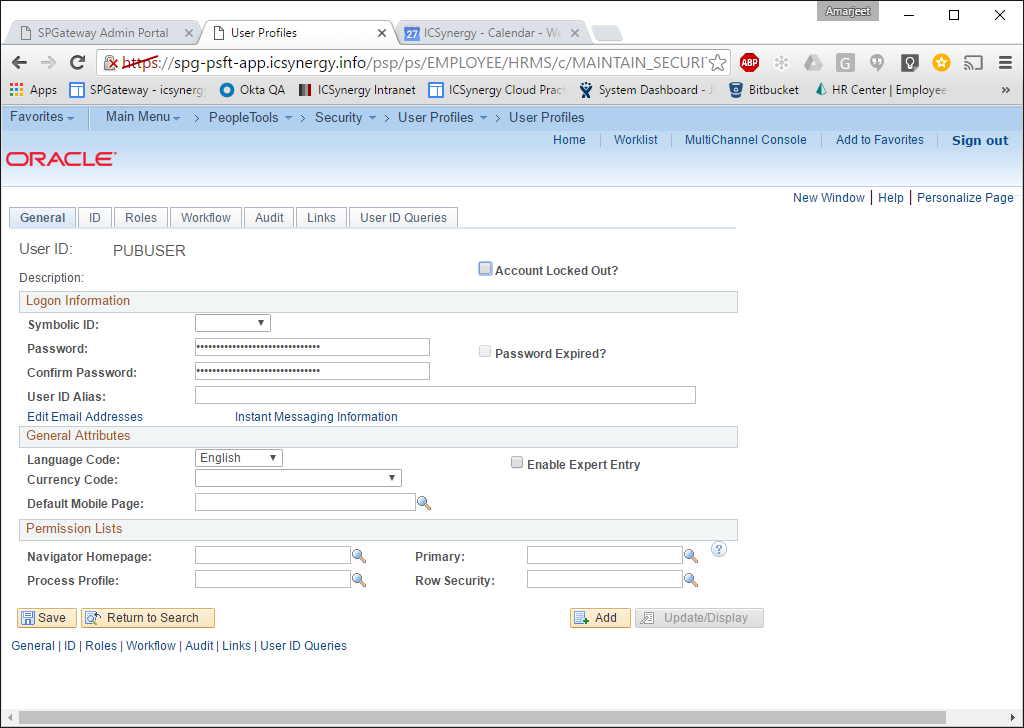 Amarjeet
SPGateway Admin Portal
User Profiles
ICSynergy - Calendar - We
https://spg-psft-app.icsynergy.info/psp/ps/EMPLOYEE/HRMS/c/MAINTAIN_SECURIT
ABP
G
Apps
SPGateway - icsynergy
Okta QA
ICSynergy Intranet
ICSynergy Cloud Pract
System Dashboard - J
Bitbucket
HR Center | Employee
»
Favorites
Main Menu
> PeopleTools
> Security
> User Profiles
> User Profiles
Home
Worklist
MultiChannel Console
Add to Favorites
Sign out
ORACLE
New Window | Help | Personalize Page
General
ID
Roles
Workflow
Audit
Links
User ID Queries
User ID: PUBUSER
Account Locked Out?
Description:
Logon Information
Symbolic ID:
Password: ••••••••••••••••••••••••••••••••
Password Expired?
Confirm Password: ••••••••••••••••••••••••••••••••
User ID Alias:
Edit Email Addresses
Instant Messaging Information
General Attributes
Language Code: English
Enable Expert Entry
Currency Code:
Default Mobile Page:
Permission Lists
Navigator Homepage:
Primary:
?
Process Profile:
Row Security:
Save
Return to Search
Add
Update/Display
General | ID | Roles | Workflow | Audit | Links | User ID Queries